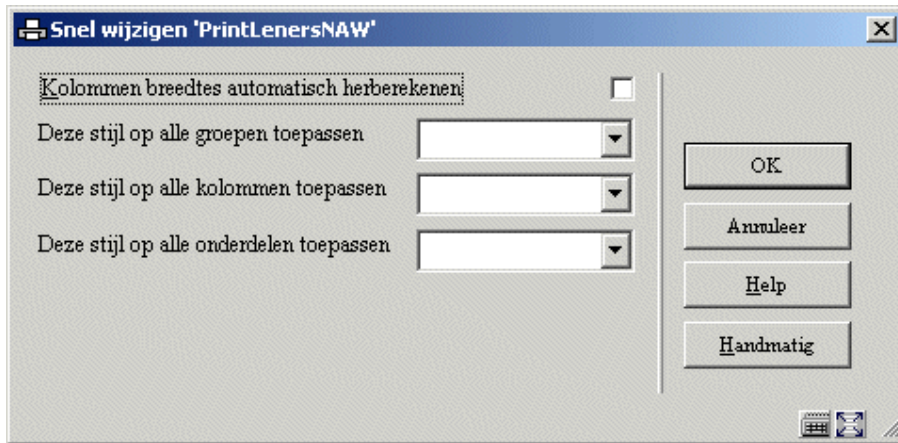 Snel wijzigen 'PrintLenersNAW'
Kolommen breedtes automatisch herberekenen
Deze stijl op alle groepen toepassen
Deze stijl op alle kolommen toepassen
Deze stijl op alle onderdelen toepassen
OK
Annuleer
Help
Handmatig